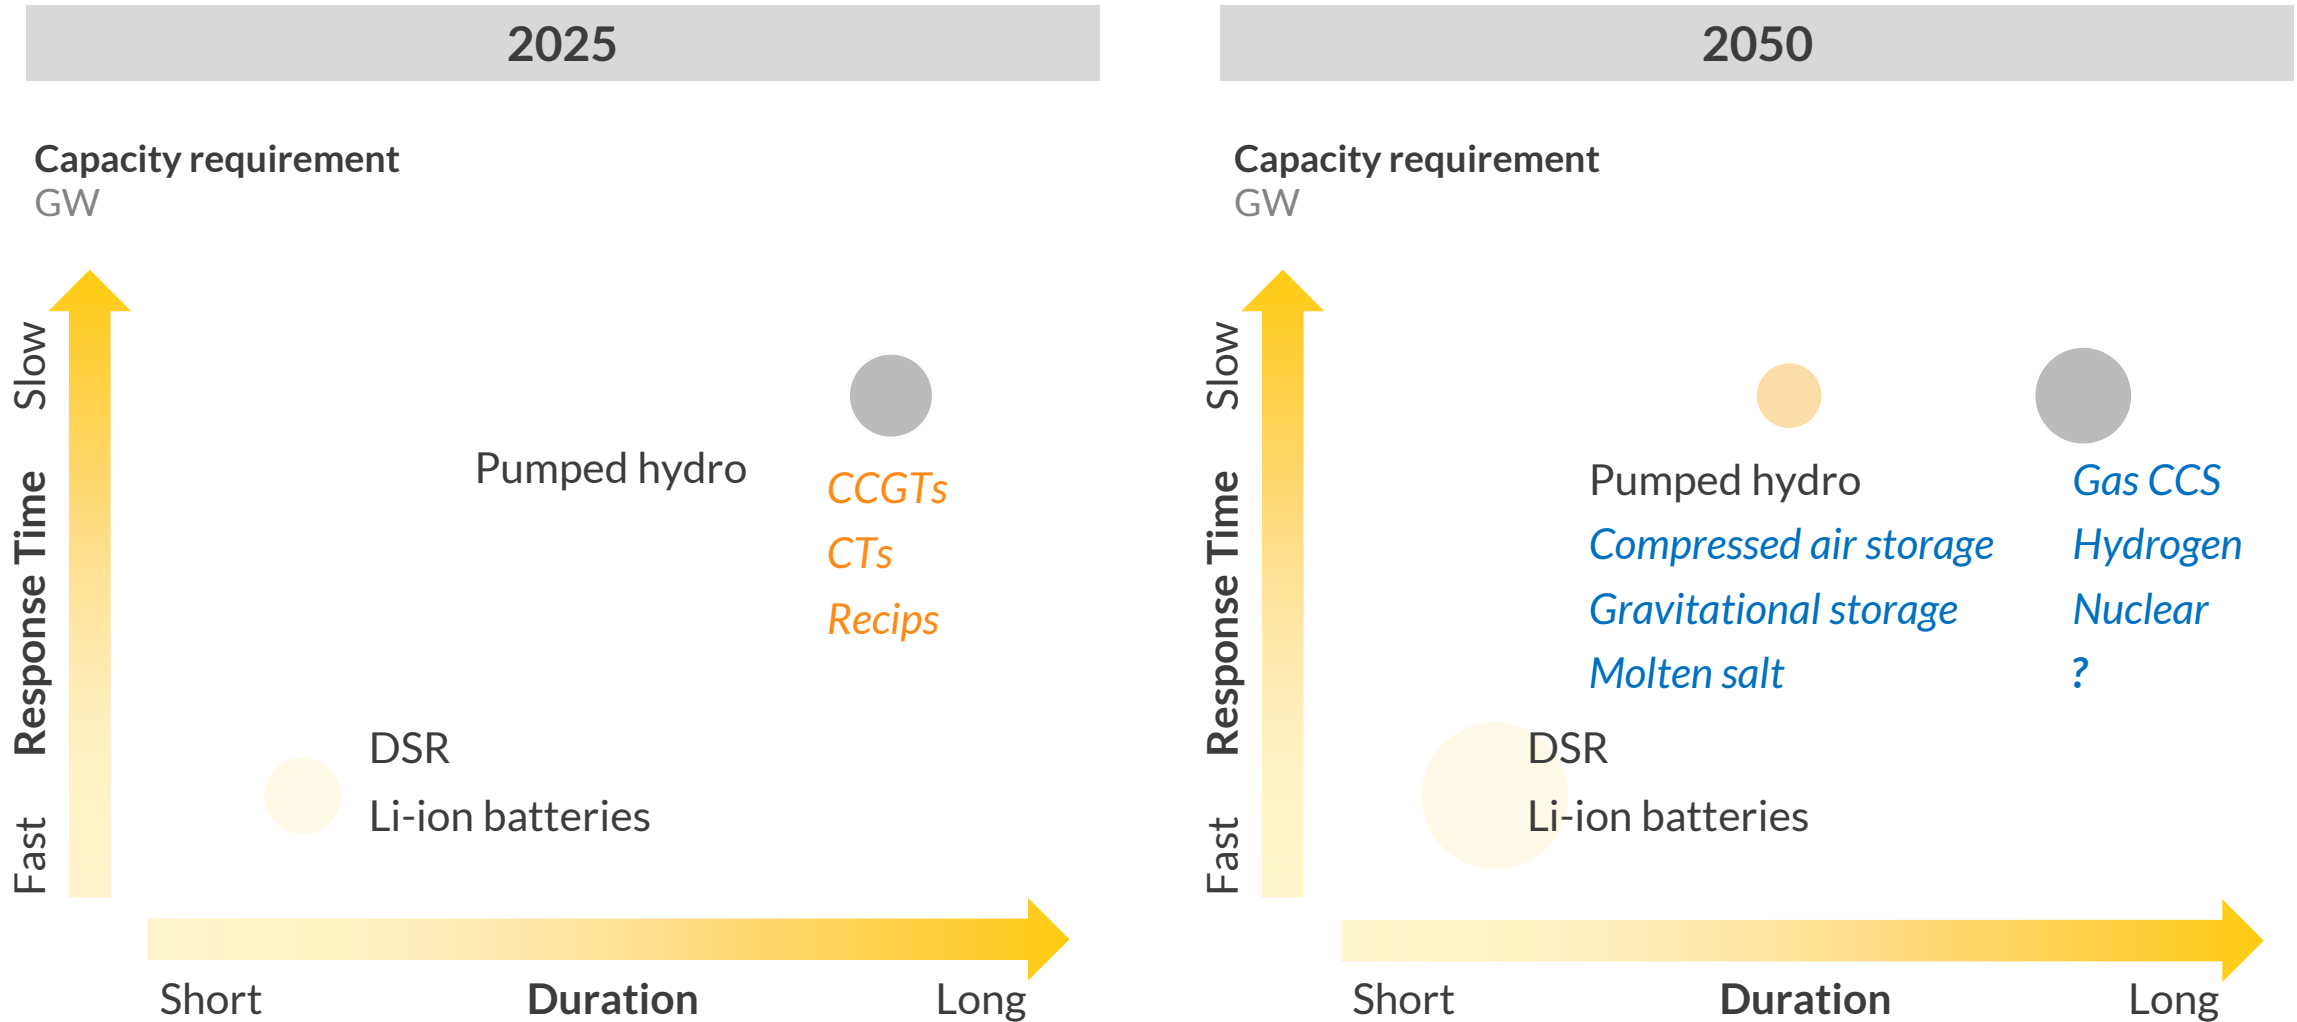 2025
Capacity requirement
GW
Slow
Response Time
Fast
Pumped hydro
CCGTs
CTs
Recips
DSR
Li-ion batteries
Short
Duration
Long
2050
Capacity requirement
GW
Slow
Response Time
Fast
Pumped hydro
Compressed air storage
Gravitational storage
Molten salt
Gas CCS
Hydrogen
Nuclear
?
DSR
Li-ion batteries
Short
Duration
Long